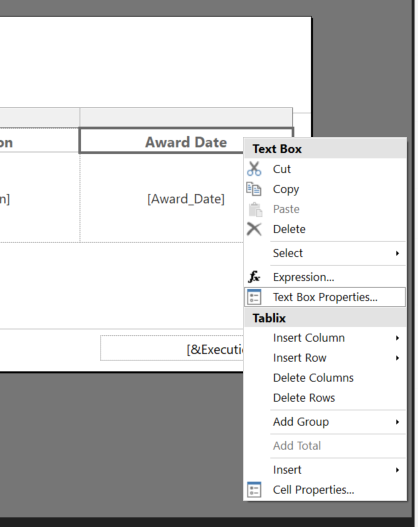 on
Award Date
n]
[Award_Date]
[&Executi
Text Box
Cut
Copy
Paste
Delete
Select
fx Expression...
Text Box Properties...
Tablix
Insert Column
Insert Row
Delete Columns
Delete Rows
Add Group
Add Total
Insert
Cell Properties...